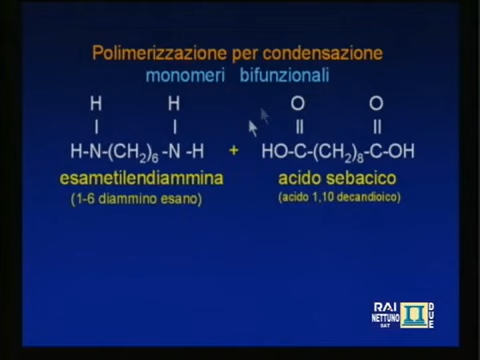 Polimerizzazione per condensazione
monomeri bifunzionali
H H O O
I I II II
H-N-(CH2)6 -N -H + HO-C-(CH2)8-C-OH
esametilendiammina acido sebacico
(1-6 diammino esano) (acido 1,10 decandioico)
RAI
NETTUNO
SAT
DUE